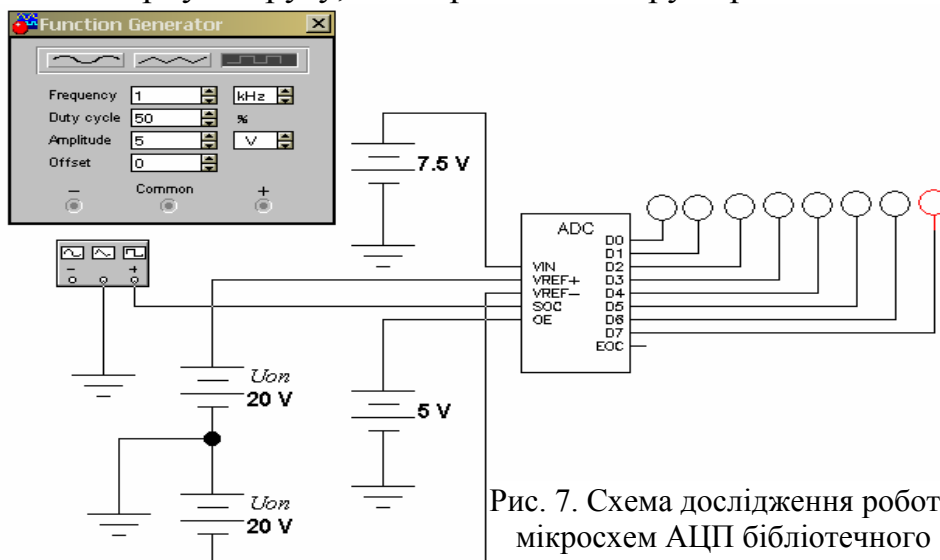 Function Generator
Frequency 1 kHz
Duty cycle 50 %
Amplitude 5 V
Offset 0
− Common +
7.5 V
ADC
VIN
VREF+
VREF−
SOC
OE
D0
D1
D2
D3
D4
D5
D6
D7
EOC
− +
Uon
20 V
5 V
Uon
20 V
Рис. 7. Схема дослідження робот
мікросхем АЦП бібліотечного